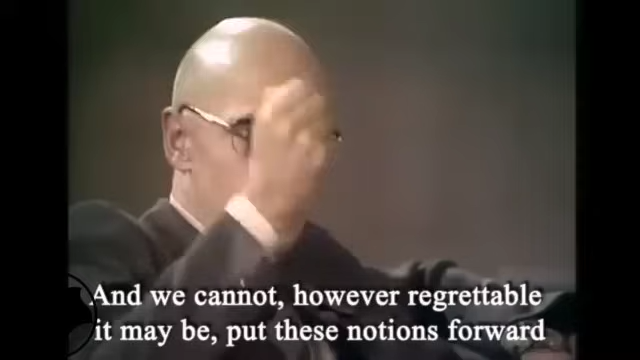 And we cannot, however regrettable
it may be, put these notions forward